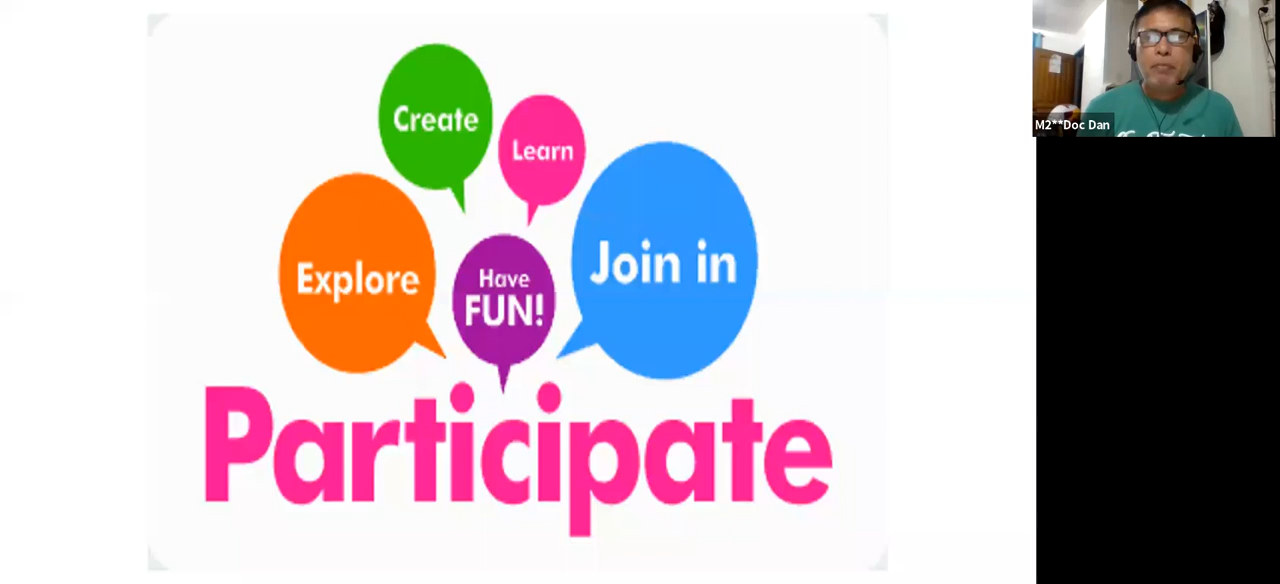 Create
Learn
Explore
Have
FUN!
Join in
Participate
M2**Doc Dan